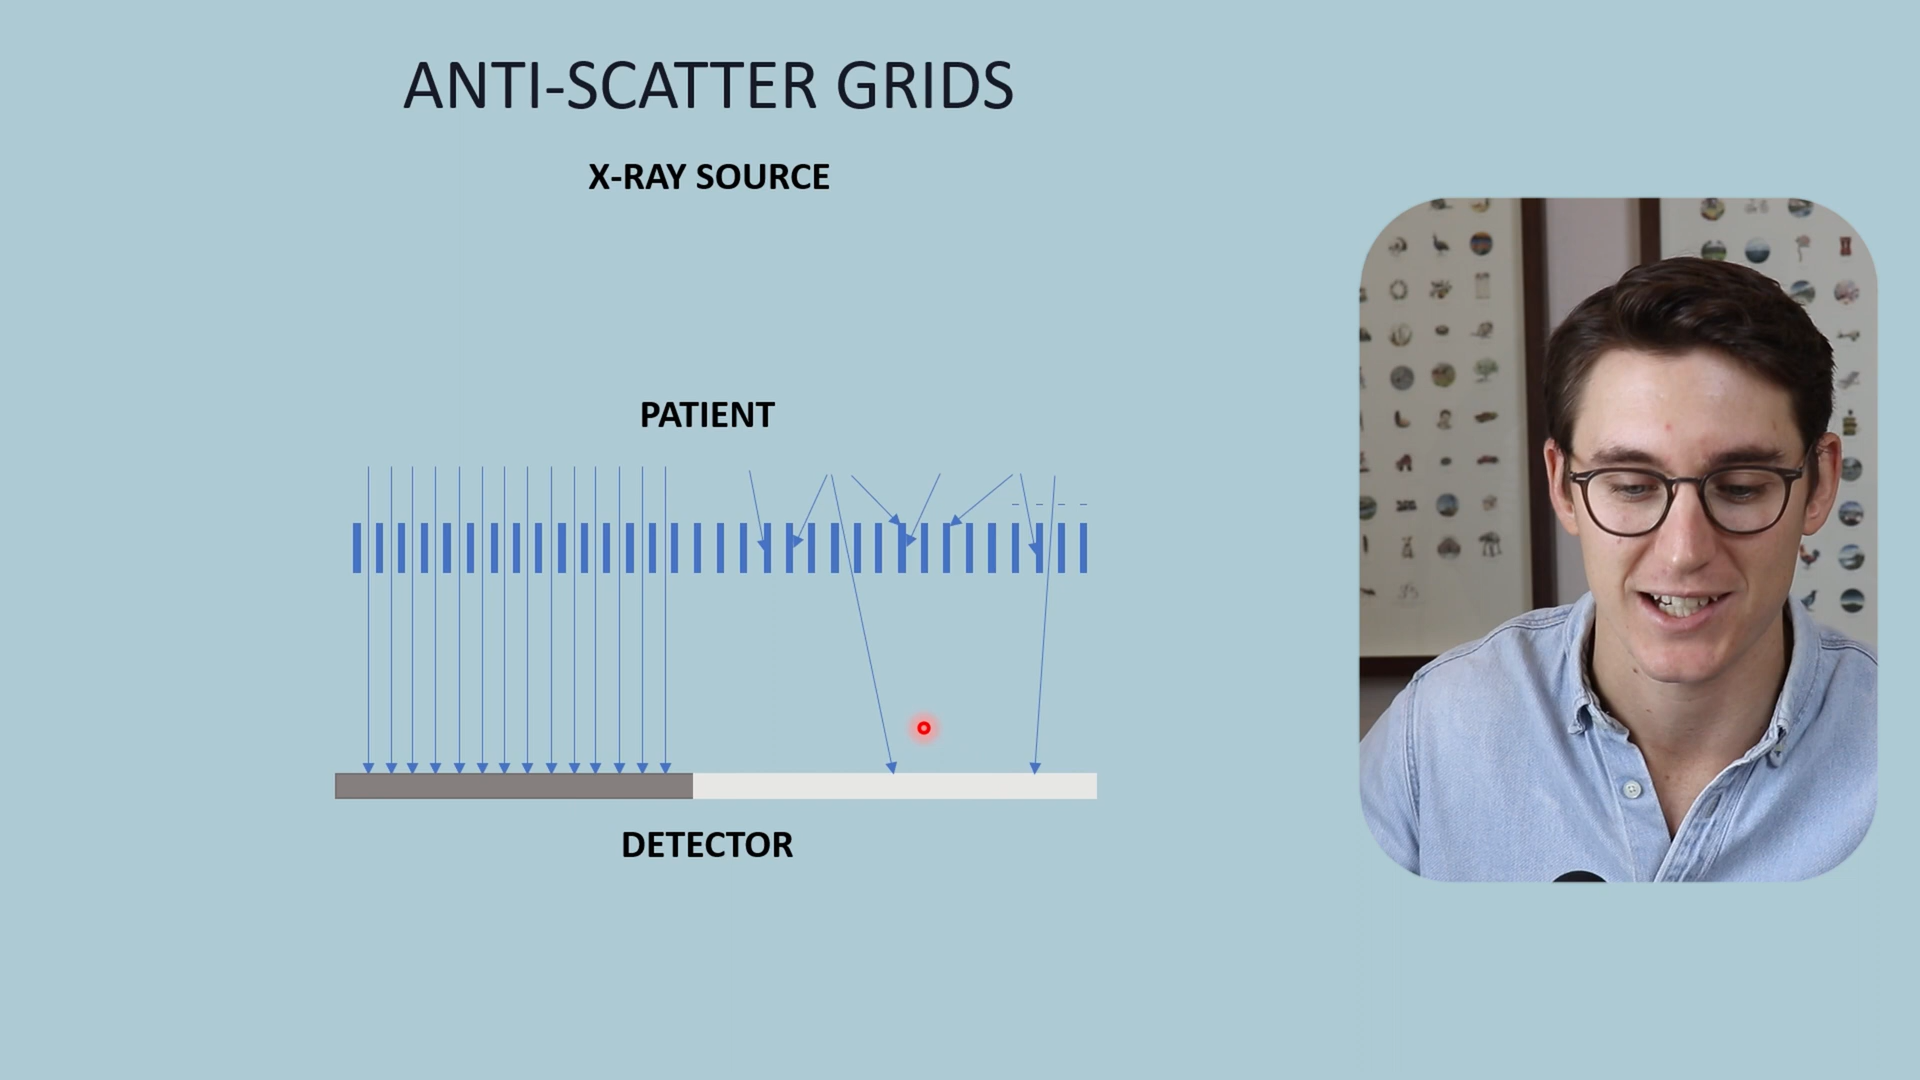 ANTI-SCATTER GRIDS
X-RAY SOURCE
PATIENT
DETECTOR